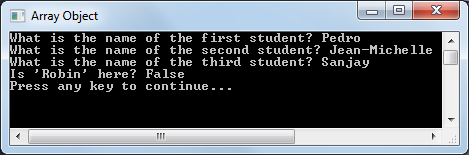 Array Object
What is the name of the first student? Pedro
What is the name of the second student? Jean-Michelle
What is the name of the third student? Sanjay
Is 'Robin' here? False
Press any key to continue...